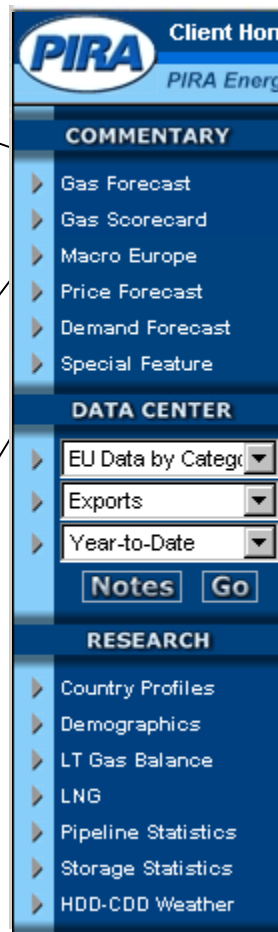 PIRA
Client Hon
PIRA Energ
COMMENTARY
Gas Forecast
Gas Scorecard
Macro Europe
Price Forecast
Demand Forecast
Special Feature
DATA CENTER
EU Data by Catego
Exports
Year-to-Date
Notes Go
RESEARCH
Country Profiles
Demographics
LT Gas Balance
LNG
Pipeline Statistics
Storage Statistics
HDD-CDD Weather